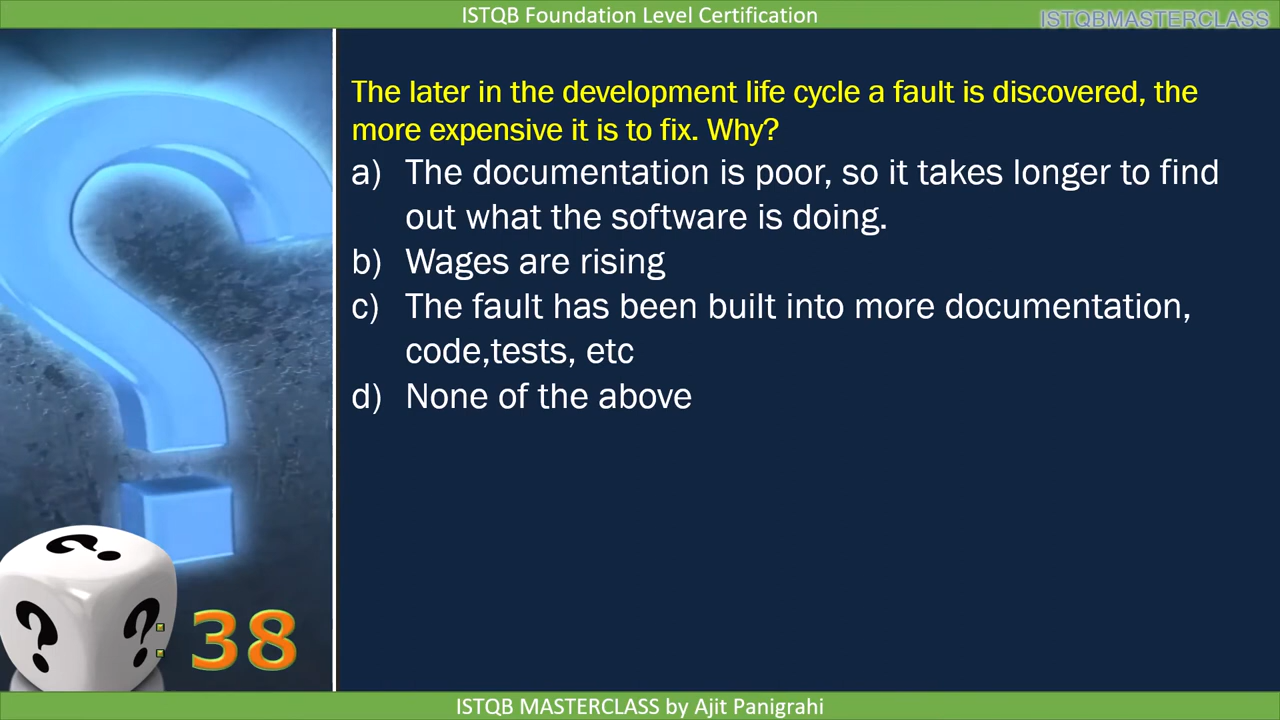 ISTQB Foundation Level Certification
ISTQBMASTERCLASS
The later in the development life cycle a fault is discovered, the
more expensive it is to fix. Why?
a) The documentation is poor, so it takes longer to find
out what the software is doing.
b) Wages are rising
c) The fault has been built into more documentation,
code,tests, etc
d) None of the above
? ? ?
: 38
ISTQB MASTERCLASS by Ajit Panigrahi